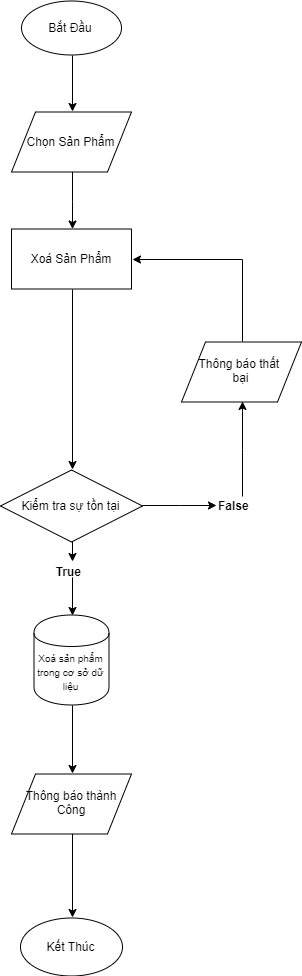 Bắt Đầu
Chọn Sản Phẩm
Xoá Sản Phẩm
Thông báo thất
bại
Kiểm tra sự tồn tại
False
True
Xoá sản phẩm
trong cơ sở dữ
liệu
Thông báo thành
Công
Kết Thúc